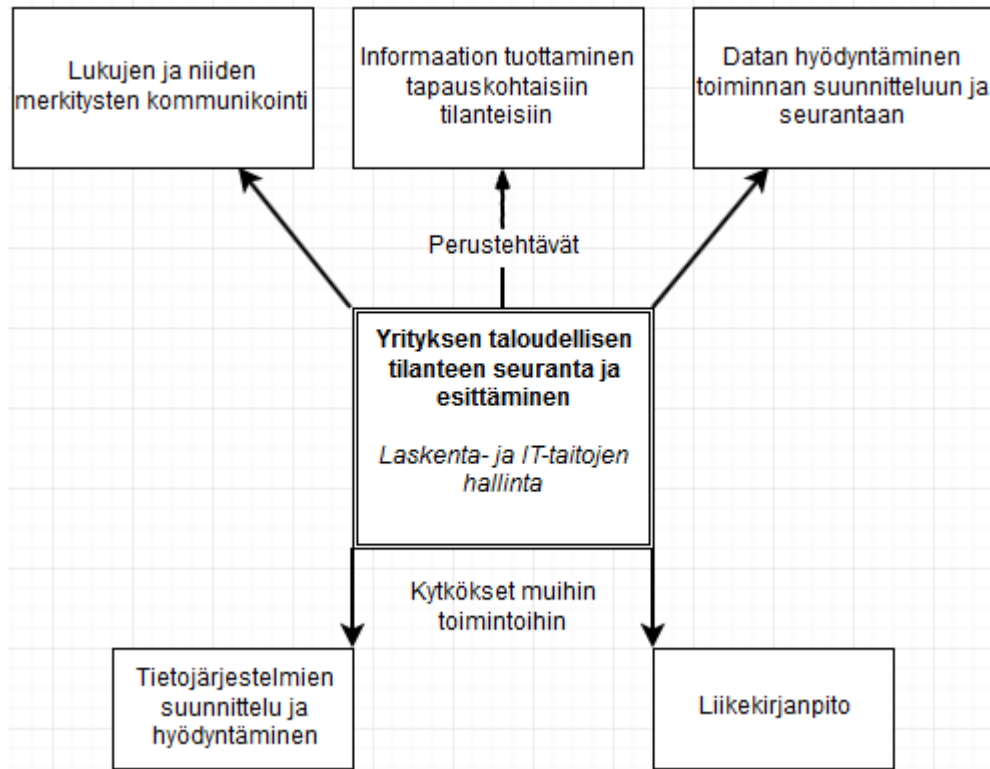 Lukujen ja niiden
merkitysten kommunikointi
Informaation tuottaminen
tapauskohtaisiin
tilanteisiin
Datan hyödyntäminen
toiminnan suunnitteluun ja
seurantaan
Perustehtävät
Yrityksen taloudellisen
tilanteen seuranta ja
esittäminen
Laskenta- ja IT-taitojen
hallinta
Kytkökset muihin
toimintoihin
Tietojärjestelmien
suunnittelu ja
hyödyntäminen
Liikekirjanpito